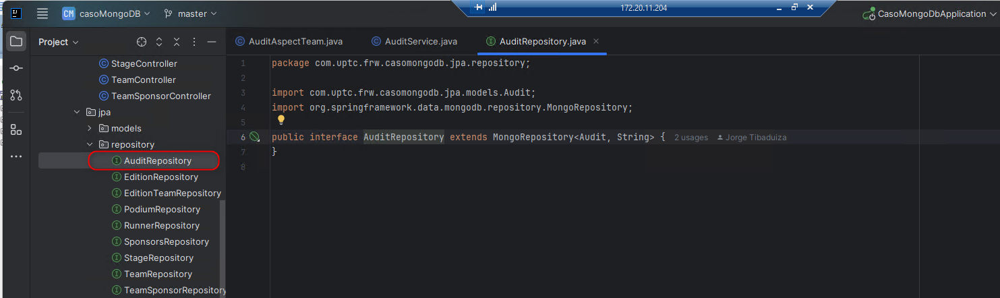 CM casoMongoDB master
172.20.11.204
CasoMongoDbApplication
Project
AuditAspectTeam.java AuditService.java AuditRepository.java
StageController
TeamController
TeamSponsorController
jpa
models
repository
AuditRepository
EditionRepository
EditionTeamRepository
PodiumRepository
RunnerRepository
SponsorsRepository
StageRepository
TeamRepository
TeamSponsorRepository
1 package com.uptc.frw.casomongodb.jpa.repository;
2
3 import com.uptc.frw.casomongodb.jpa.models.Audit;
4 import org.springframework.data.mongodb.repository.MongoRepository;
5
6 public interface AuditRepository extends MongoRepository<Audit, String> { 2 usages Jorge Tibaduiza
7 }
8